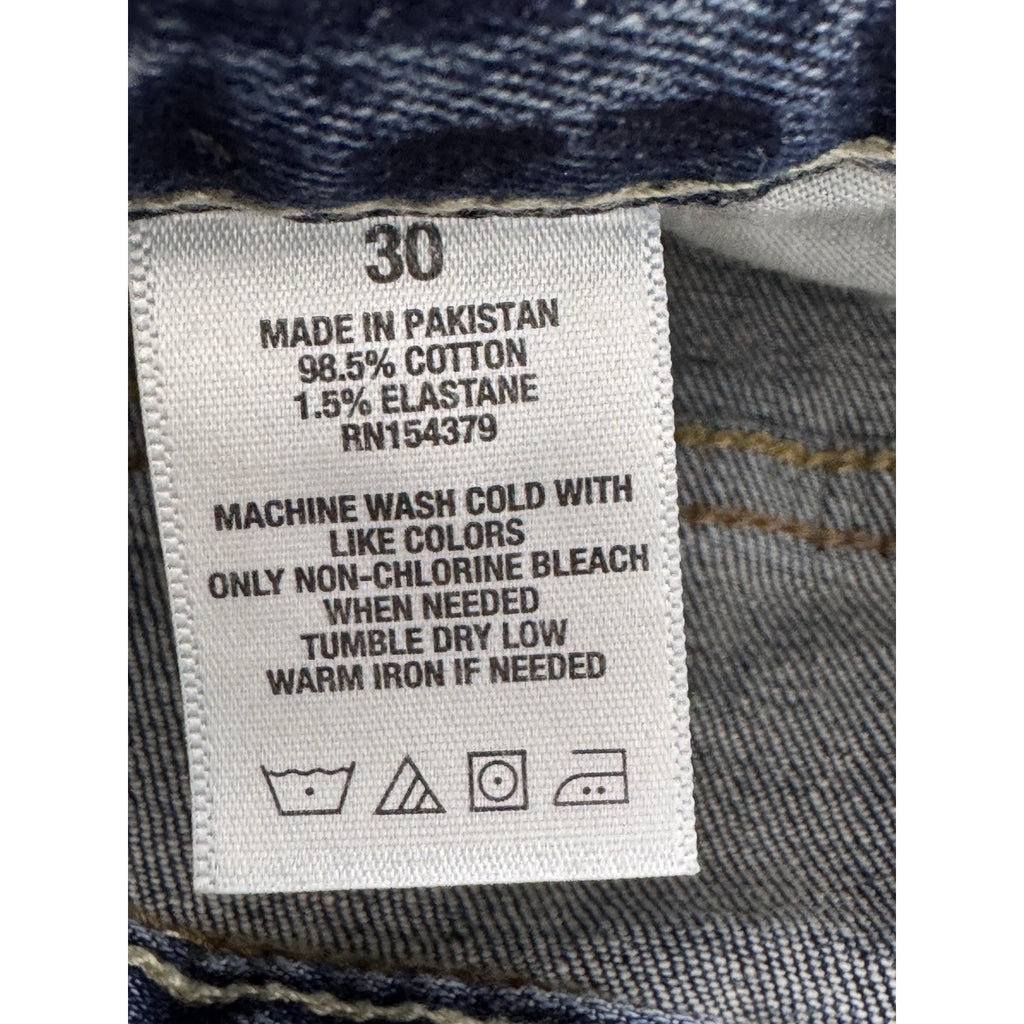 30
MADE IN PAKISTAN
98.5% COTTON
1.5% ELASTANE
RN154379
MACHINE WASH COLD WITH
LIKE COLORS
ONLY NON-CHLORINE BLEACH
WHEN NEEDED
TUMBLE DRY LOW
WARM IRON IF NEEDED